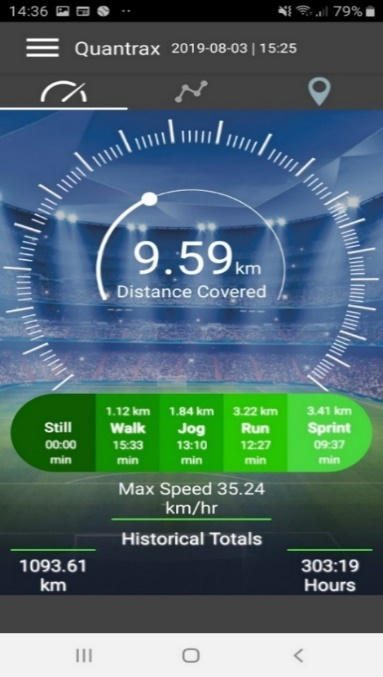 14:36 79%
Quantrax 2019-08-03 | 15:25
9.59 km
Distance Covered
1.12 km 1.84 km 3.22 km 3.41 km
Still Walk Jog Run Sprint
00:00 15:33 13:10 12:27 09:37
min min min min min
Max Speed 35.24
km/hr
Historical Totals
1093.61 303:19
km Hours